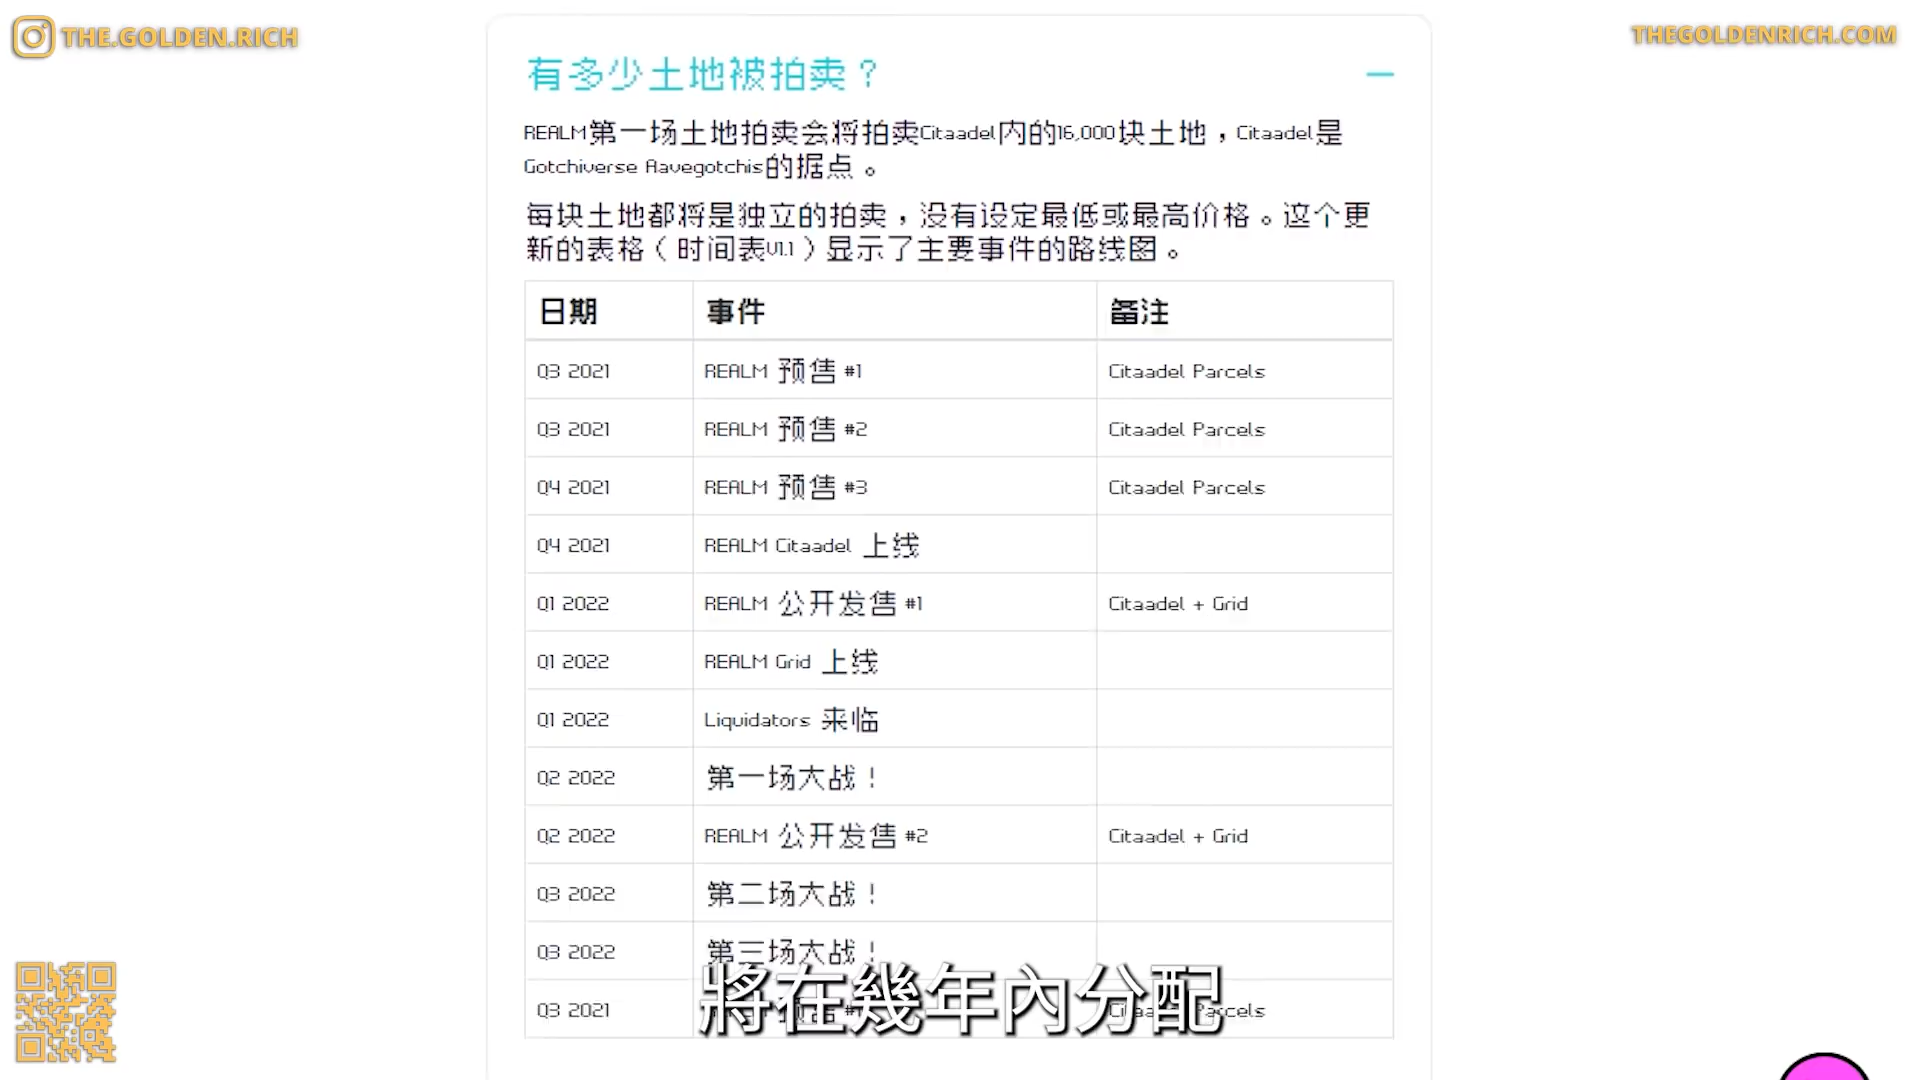 THE.GOLDEN.RICH
THEGOLDENRICH.COM
有多少土地被拍卖？
REALM第一场土地拍卖会将拍卖Citaadel内的16,000块土地，Citaadel是
Gotchiverse Aavegotchis的据点。
每块土地都将是独立的拍卖，没有设定最低或最高价格。这个更
新的表格（时间表V1.1）显示了主要事件的路线图。
日期 事件 备注
Q3 2021 REALM 预售 #1 Citaadel Parcels
Q3 2021 REALM 预售 #2 Citaadel Parcels
Q4 2021 REALM 预售 #3 Citaadel Parcels
Q4 2021 REALM Citaadel 上线
Q1 2022 REALM 公开发售 #1 Citaadel + Grid
Q1 2022 REALM Grid 上线
Q1 2022 Liquidators 来临
Q2 2022 第一场大战！
Q2 2022 REALM 公开发售 #2 Citaadel + Grid
Q3 2022 第二场大战！
Q3 2022 第三场大战！
Q3 2021
將在幾年內分配